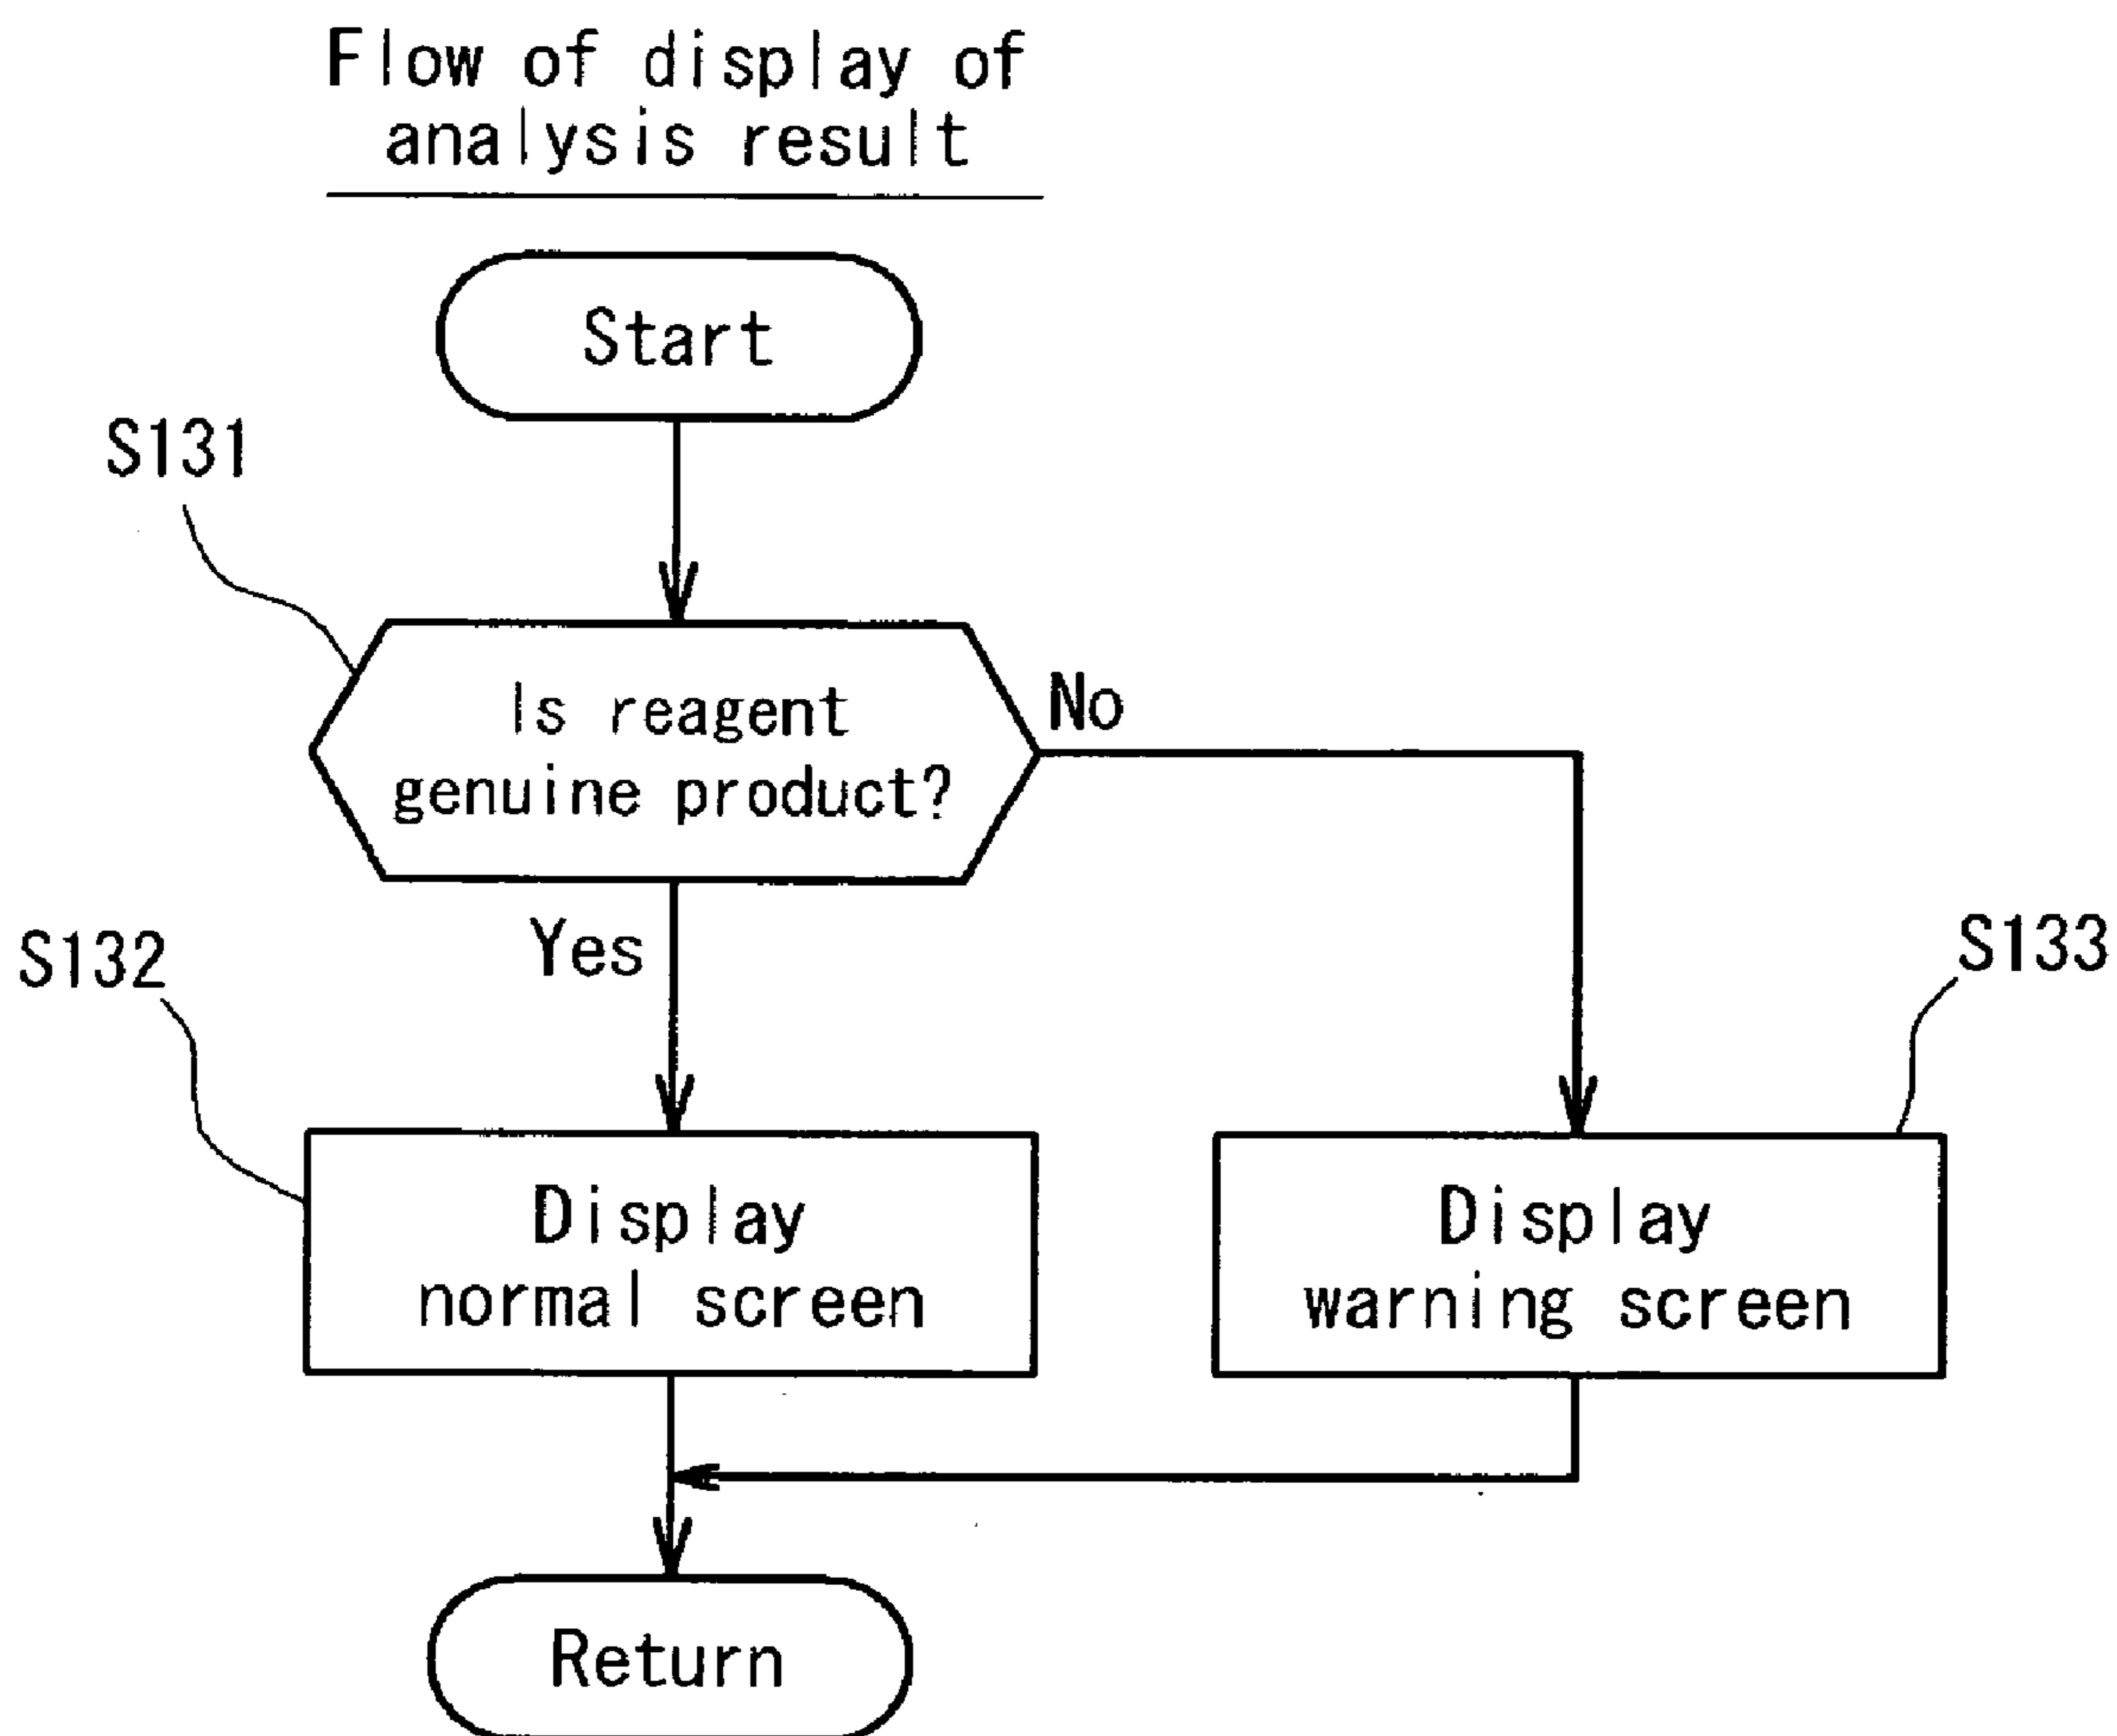 Flow of display of
analysis result
Start
S131
Is reagent
genuine product?
No
Yes
S132
S133
Display
normal screen
Display
warning screen
Return